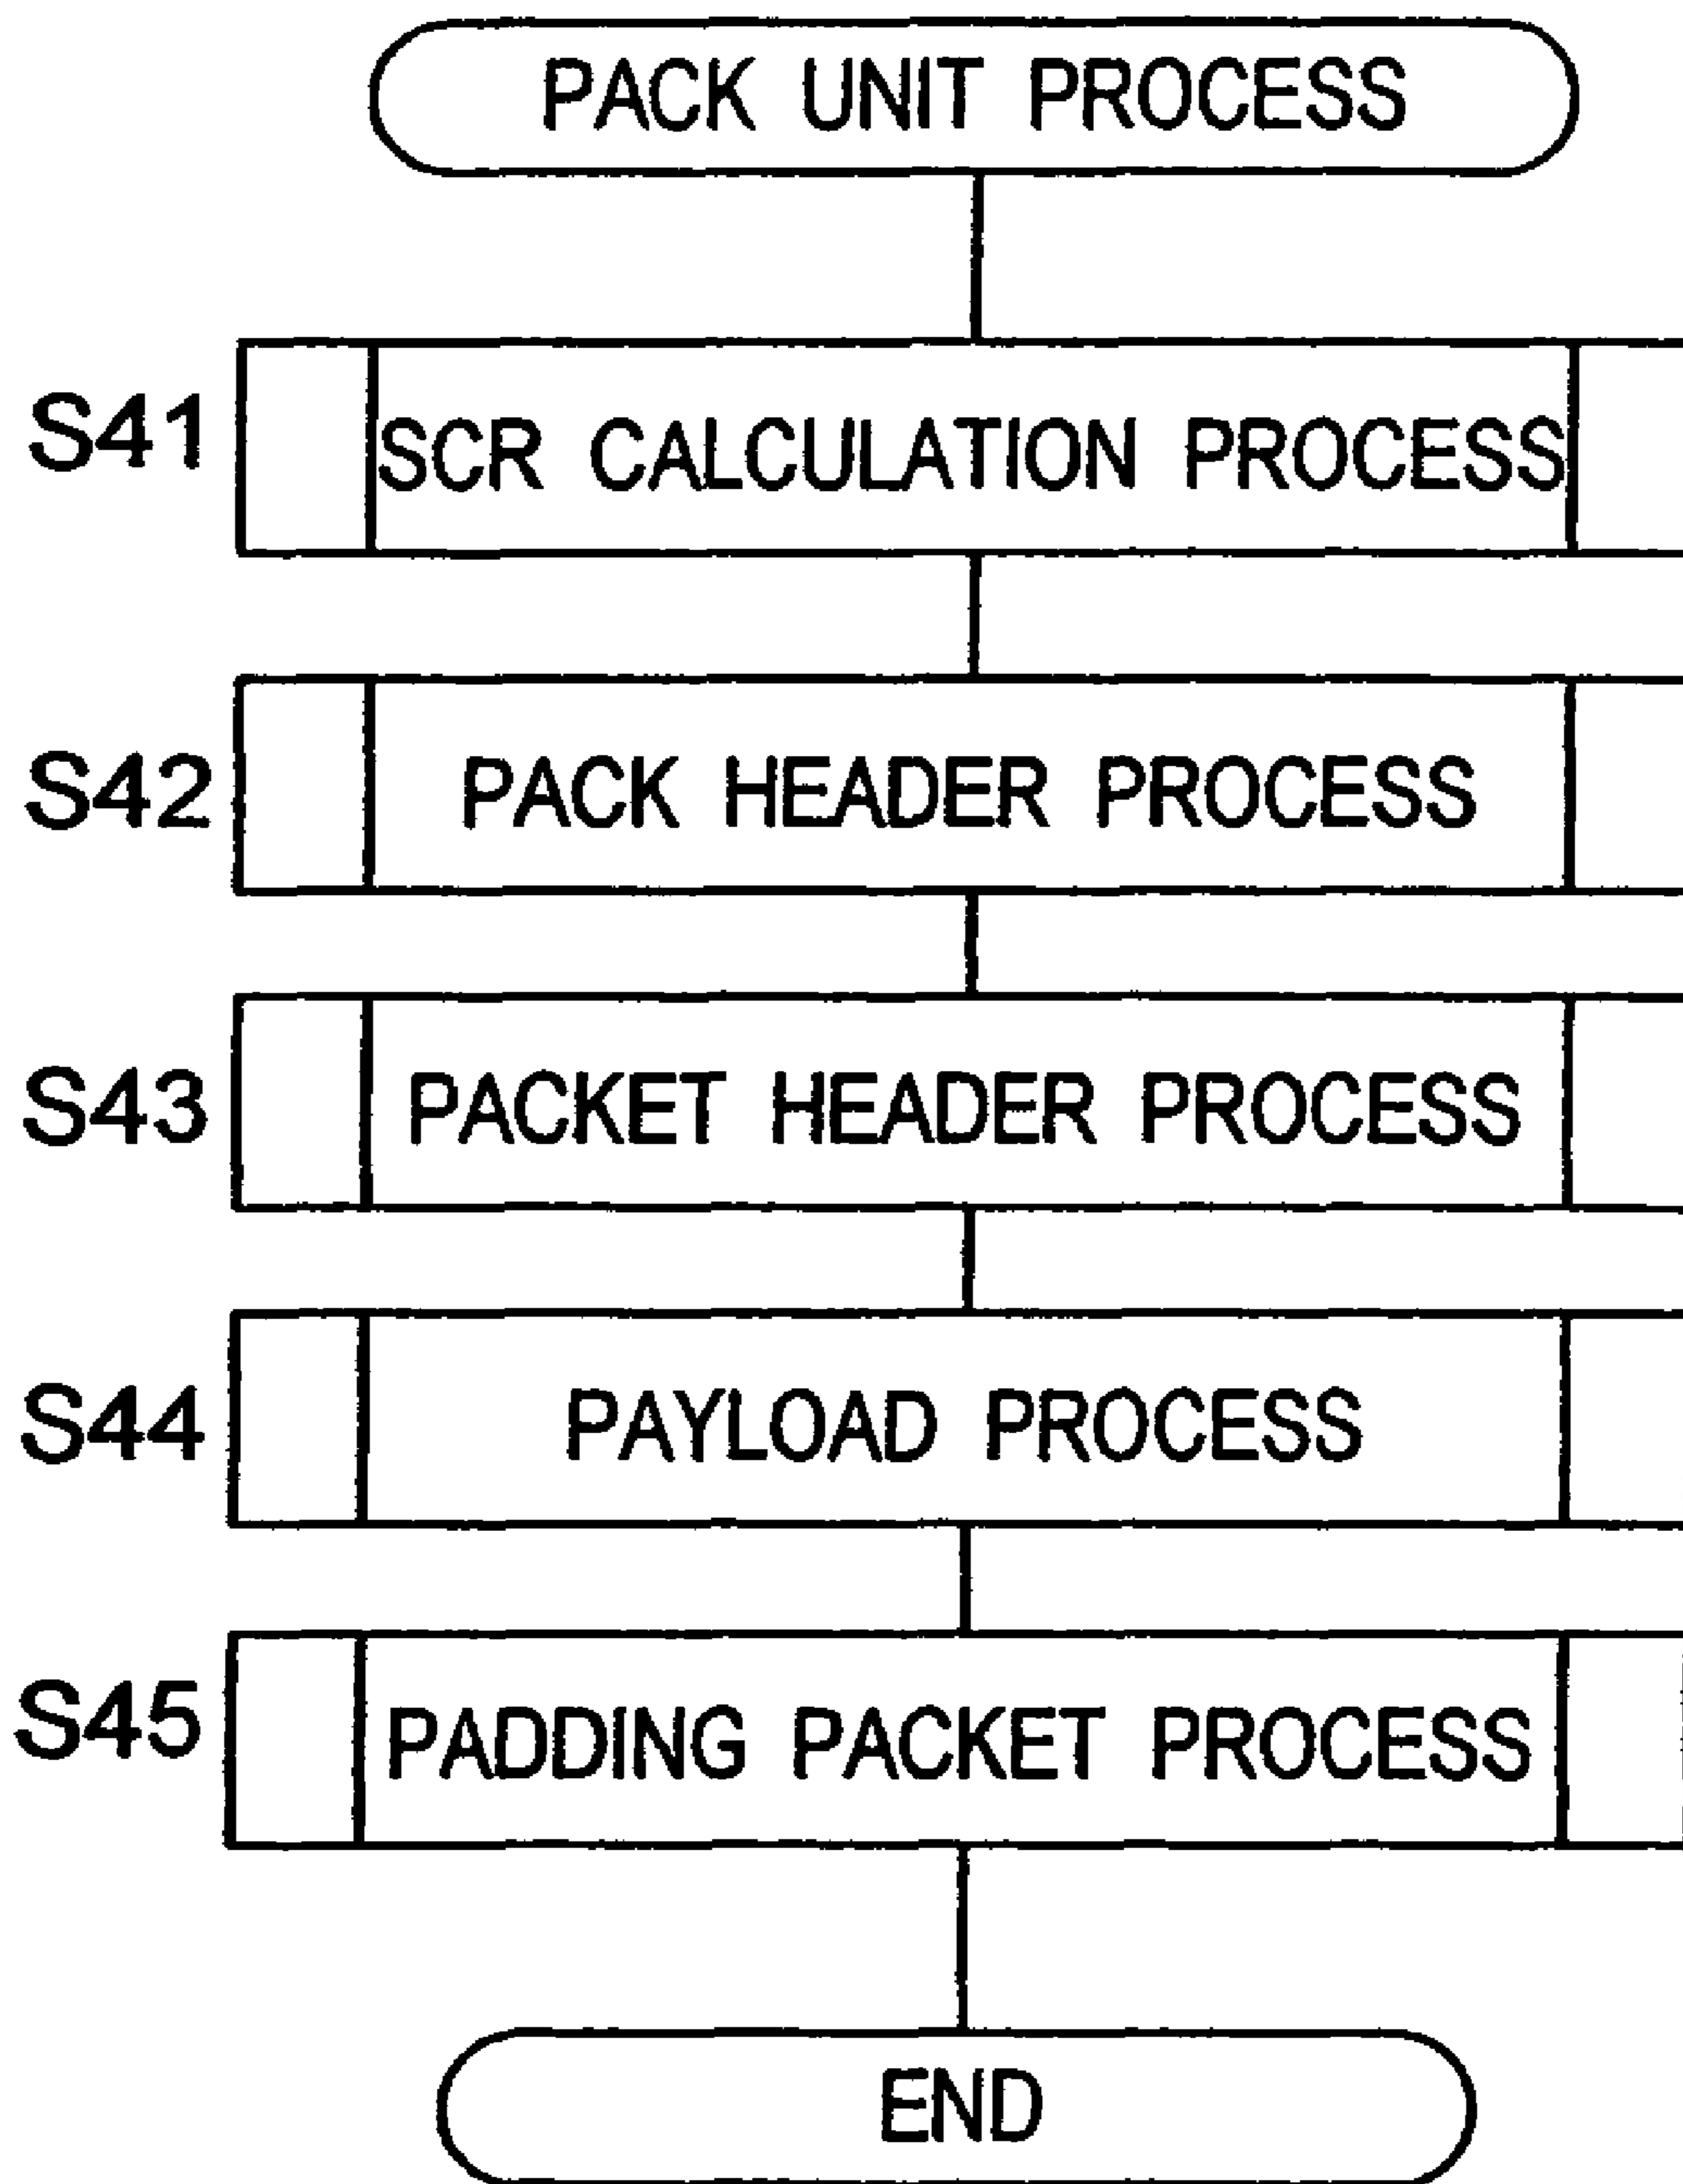 PACK UNIT PROCESS
S41
SCR CALCULATION PROCESS
S42
PACK HEADER PROCESS
S43
PACKET HEADER PROCESS
S44
PAYLOAD PROCESS
S45
PADDING PACKET PROCESS
END